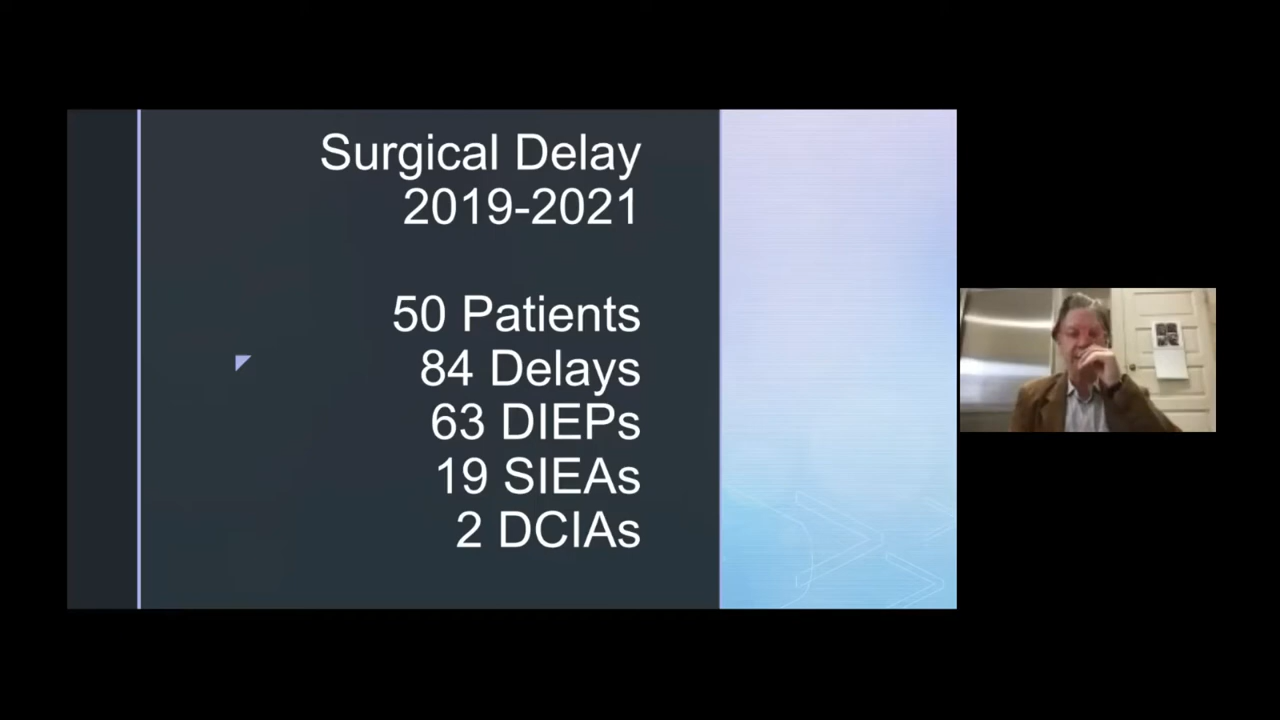 Surgical Delay
2019-2021
50 Patients
84 Delays
63 DIEPs
19 SIEAs
2 DCIAs